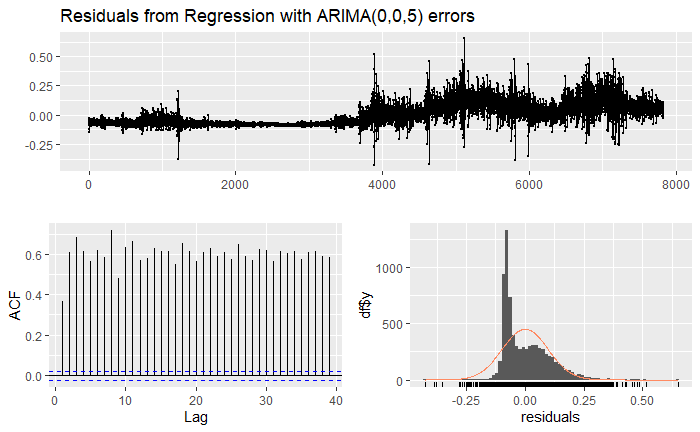 Residuals from Regression with ARIMA(0,0,5) errors
0.50
0.25
0.00
-0.25
0 2000 4000 6000 8000
ACF
0.6
0.4
0.2
0.0
0 10 20 30 40
Lag
df$y
1000
500
0
-0.25 0.00 0.25 0.50
residuals